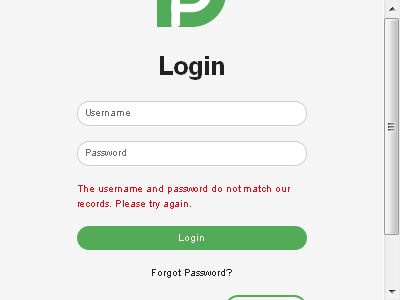 Login
Username
Password
The username and password do not match our
records. Please try again.
Login
Forgot Password?